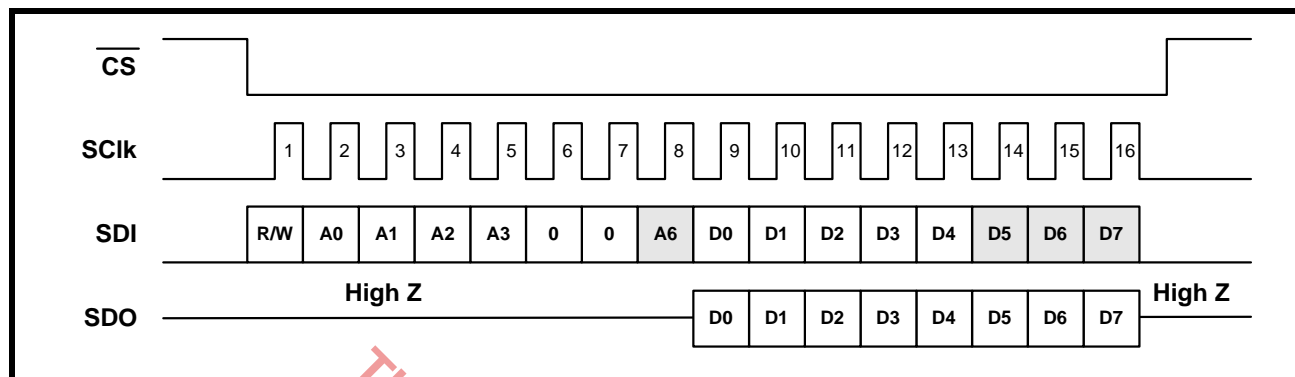 CS
SClk 1 2 3 4 5 6 7 8 9 10 11 12 13 14 15 16
SDI R/W A0 A1 A2 A3 0 0 A6 D0 D1 D2 D3 D4 D5 D6 D7
High Z High Z
SDO D0 D1 D2 D3 D4 D5 D6 D7